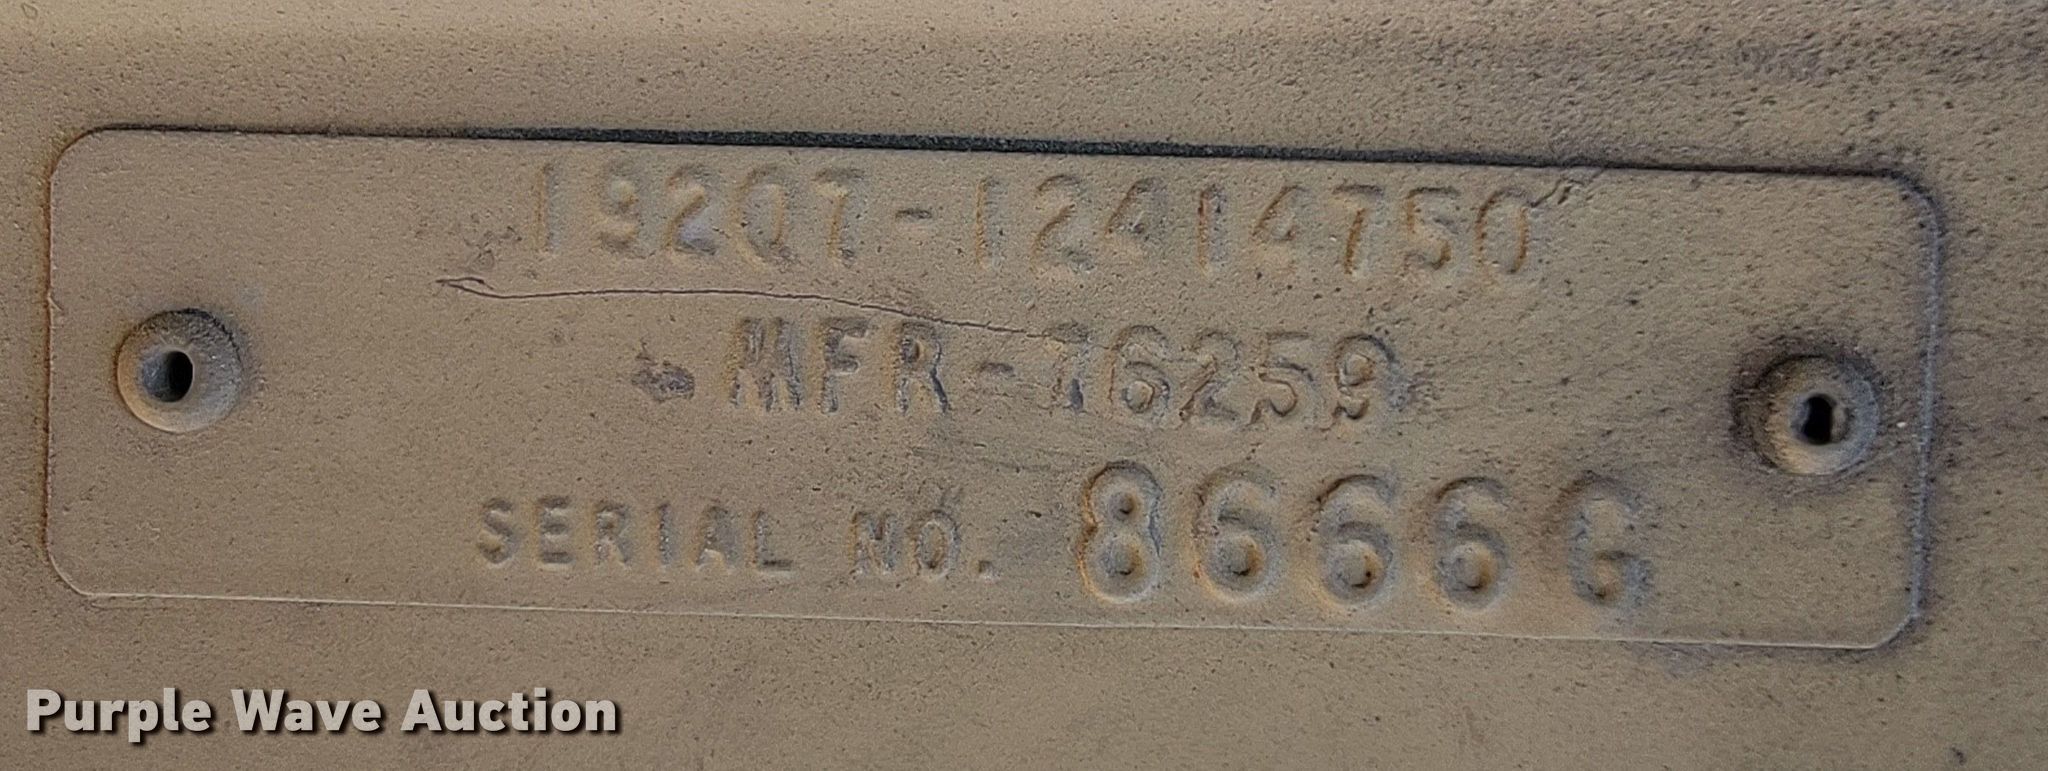 19207-12414750
MFR-76259
SERIAL NO. 8666G
Purple Wave Auction